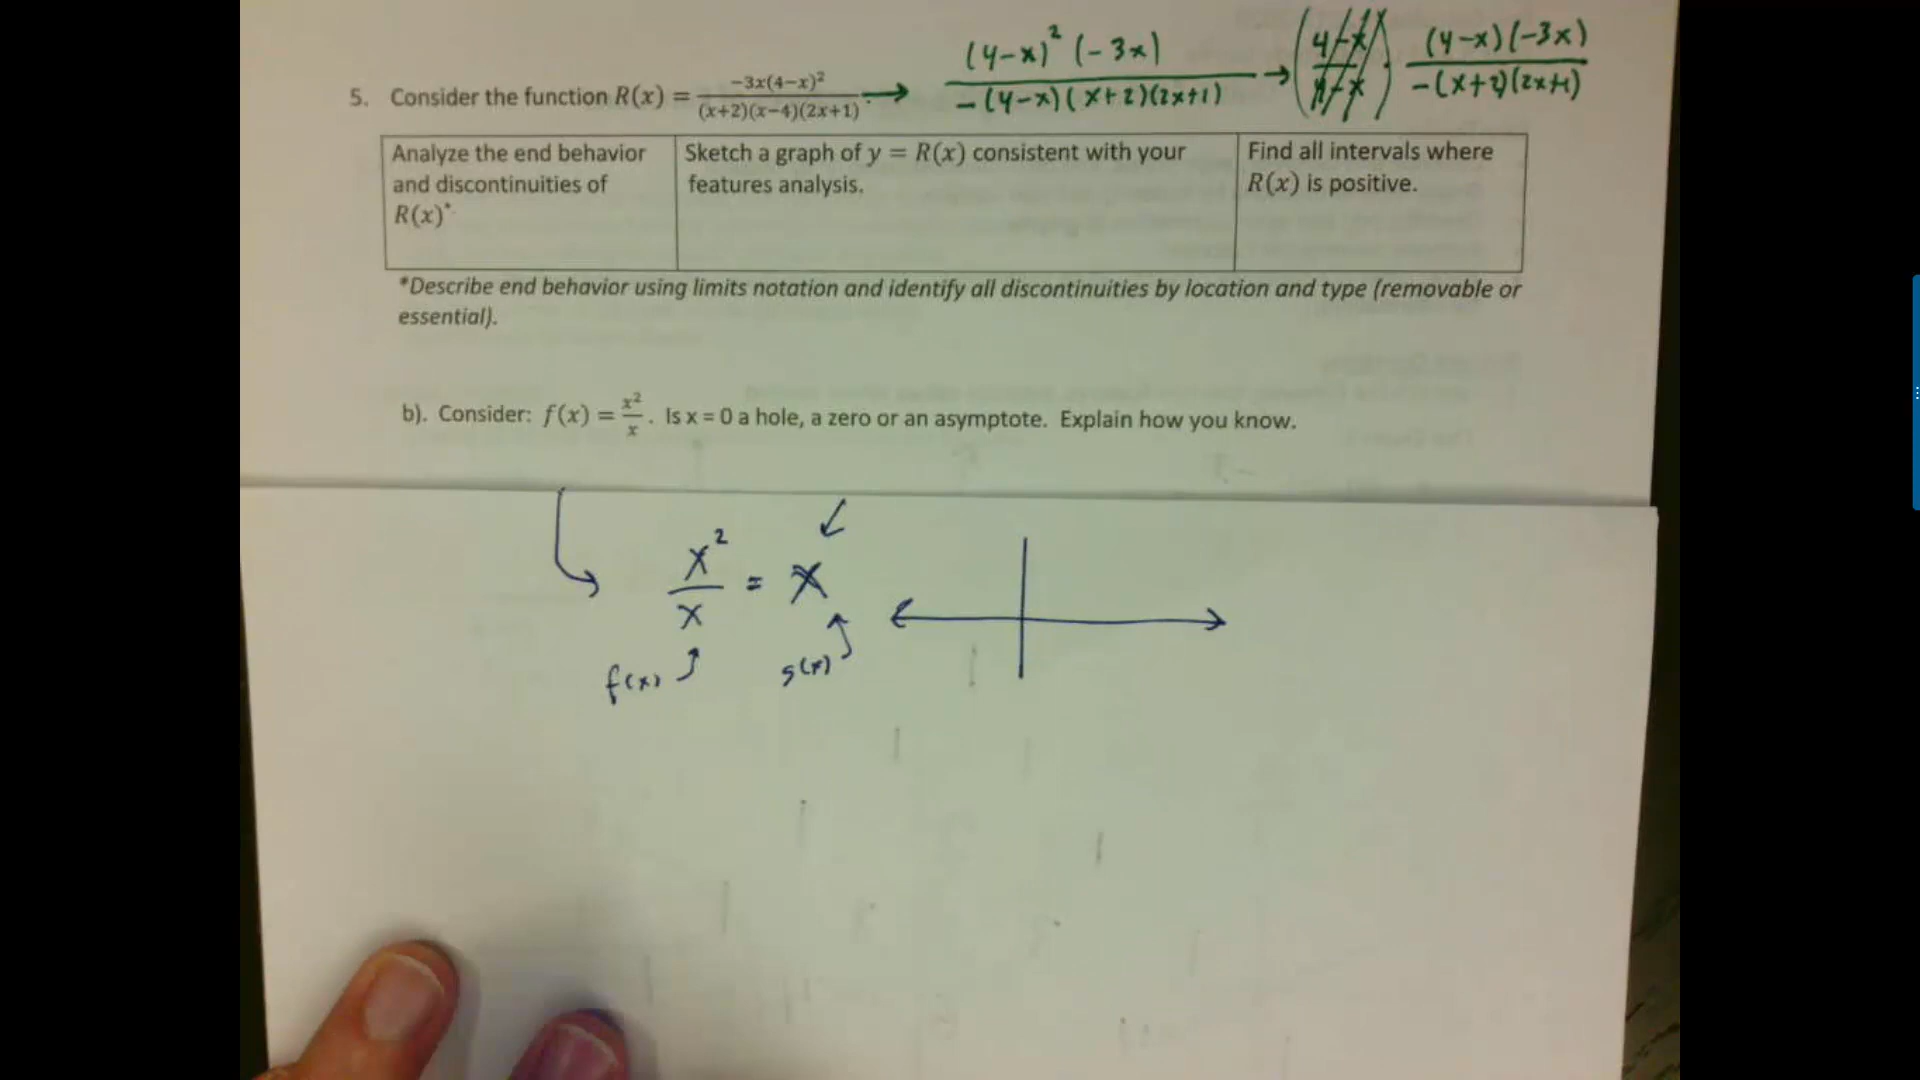 5. Consider the function R(x) = −3x(4−x)² / (x+2)(x−4)(2x+1) → (4-x)² (-3x) / -(4-x)(x+2)(2x+1) → (4-x / 4-x) · (4-x)(-3x) / -(x+2)(2x+1)
Analyze the end behavior and discontinuities of R(x)*
Sketch a graph of y = R(x) consistent with your features analysis.
Find all intervals where R(x) is positive.
*Describe end behavior using limits notation and identify all discontinuities by location and type (removable or
essential).
b). Consider: f(x) = x²/x. Is x = 0 a hole, a zero or an asymptote. Explain how you know.
x²/x = x
f(x) g(x)